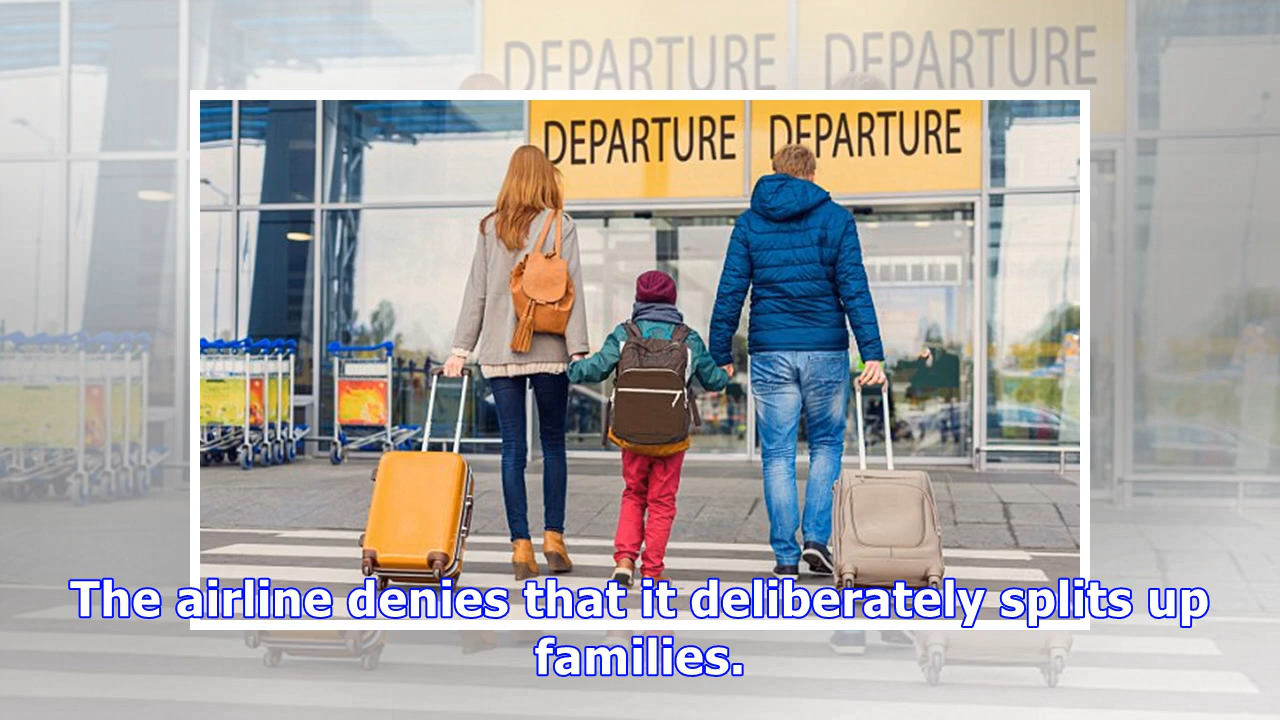 DEPARTURE DEPARTURE
DEPARTURE DEPARTURE
The airline denies that it deliberately splits up
families.